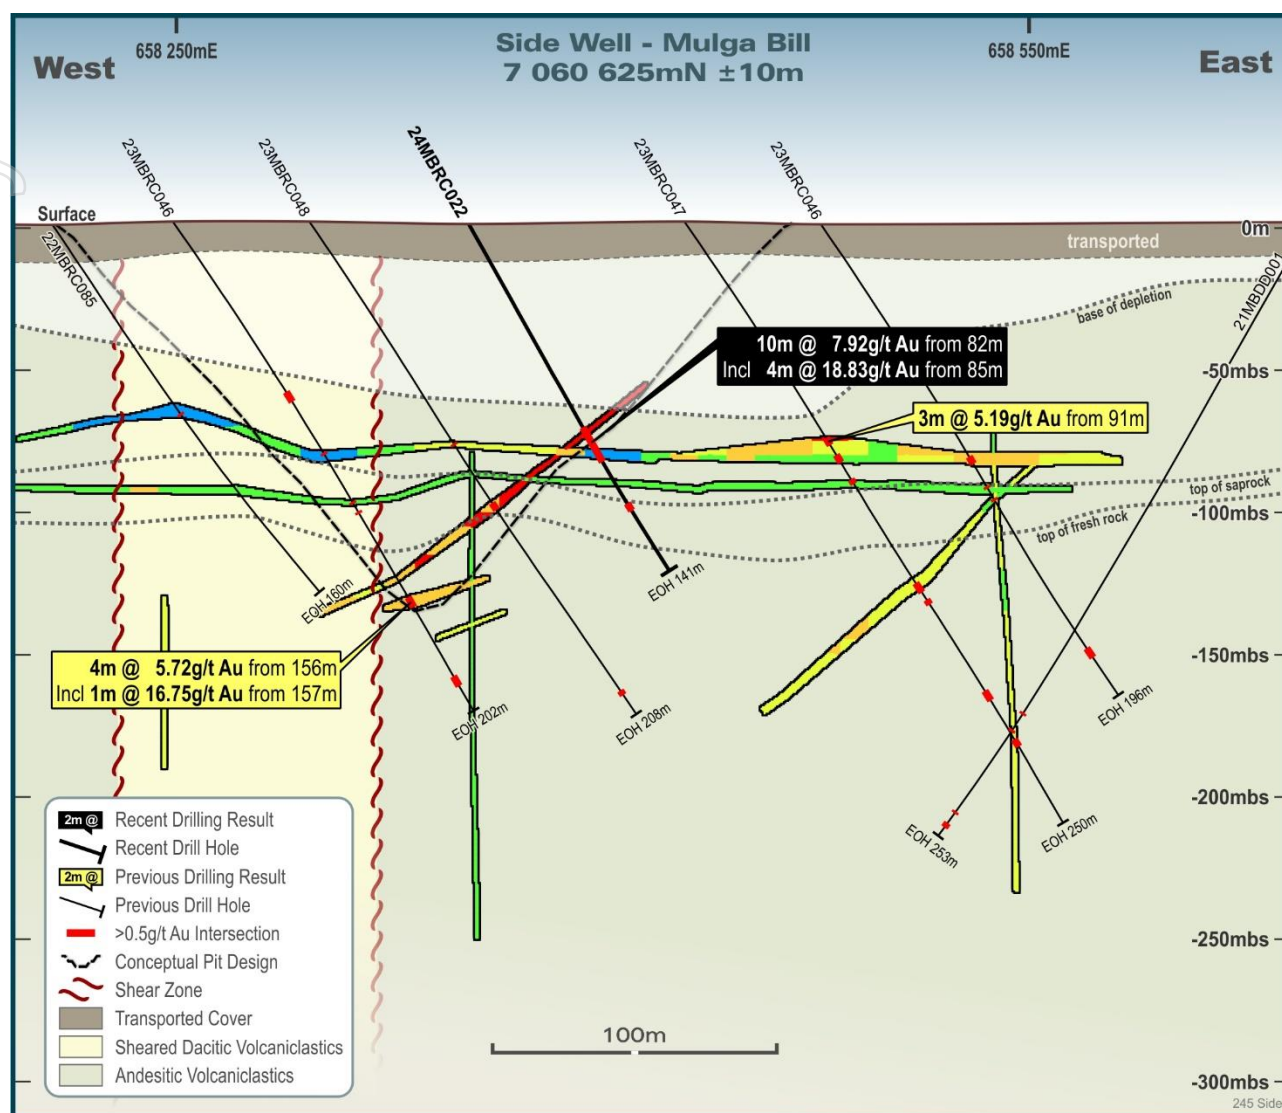 Side Well - Mulga Bill
7 060 625mN ±10m
658 250mE
658 550mE
West
East
23MBRC046
23MBRC048
24MBRC022
23MBRC047
23MBRC046
Surface
22MBRC085
0m
transported
21MBDD001
base of depletion
10m @ 7.92g/t Au from 82m
Incl 4m @ 18.83g/t Au from 85m
-50mbs
3m @ 5.19g/t Au from 91m
top of saprock
-100mbs
top of fresh rock
EOH 160m
EOH 141m
-150mbs
4m @ 5.72g/t Au from 156m
Incl 1m @ 16.75g/t Au from 157m
EOH 202m
EOH 208m
EOH 196m
-200mbs
EOH 253m
EOH 250m
2m @ Recent Drilling Result
Recent Drill Hole
2m @ Previous Drilling Result
Previous Drill Hole
>0.5g/t Au Intersection
Conceptual Pit Design
Shear Zone
Transported Cover
Sheared Dacitic Volcaniclastics
Andesitic Volcaniclastics
-250mbs
100m
-300mbs
245 Side